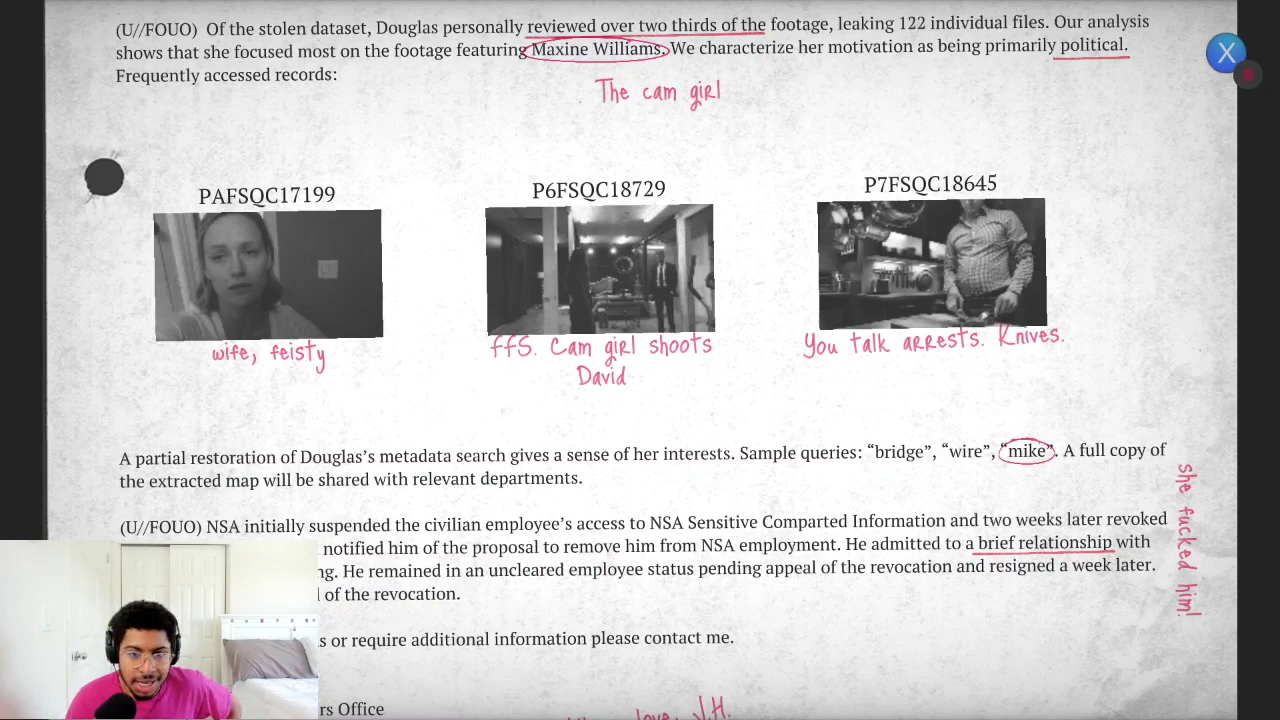 (U//FOUO) Of the stolen dataset, Douglas personally reviewed over two thirds of the footage, leaking 122 individual files. Our analysis
shows that she focused most on the footage featuring Maxine Williams. We characterize her motivation as being primarily political.
Frequently accessed records:
The cam girl
X
PAFSQC17199
P6FSQC18729
P7FSQC18645
wife, feisty
ffs. Cam girl shoots
David
You talk arrests. Knives.
A partial restoration of Douglas's metadata search gives a sense of her interests. Sample queries: “bridge”, “wire”, “mike”. A full copy of
the extracted map will be shared with relevant departments.
she fucked him!
(U//FOUO) NSA initially suspended the civilian employee's access to NSA Sensitive Comparted Information and two weeks later revoked
notified him of the proposal to remove him from NSA employment. He admitted to a brief relationship with
ng. He remained in an uncleared employee status pending appeal of the revocation and resigned a week later.
of the revocation.
s or require additional information please contact me.
rs Office
love, J.H.